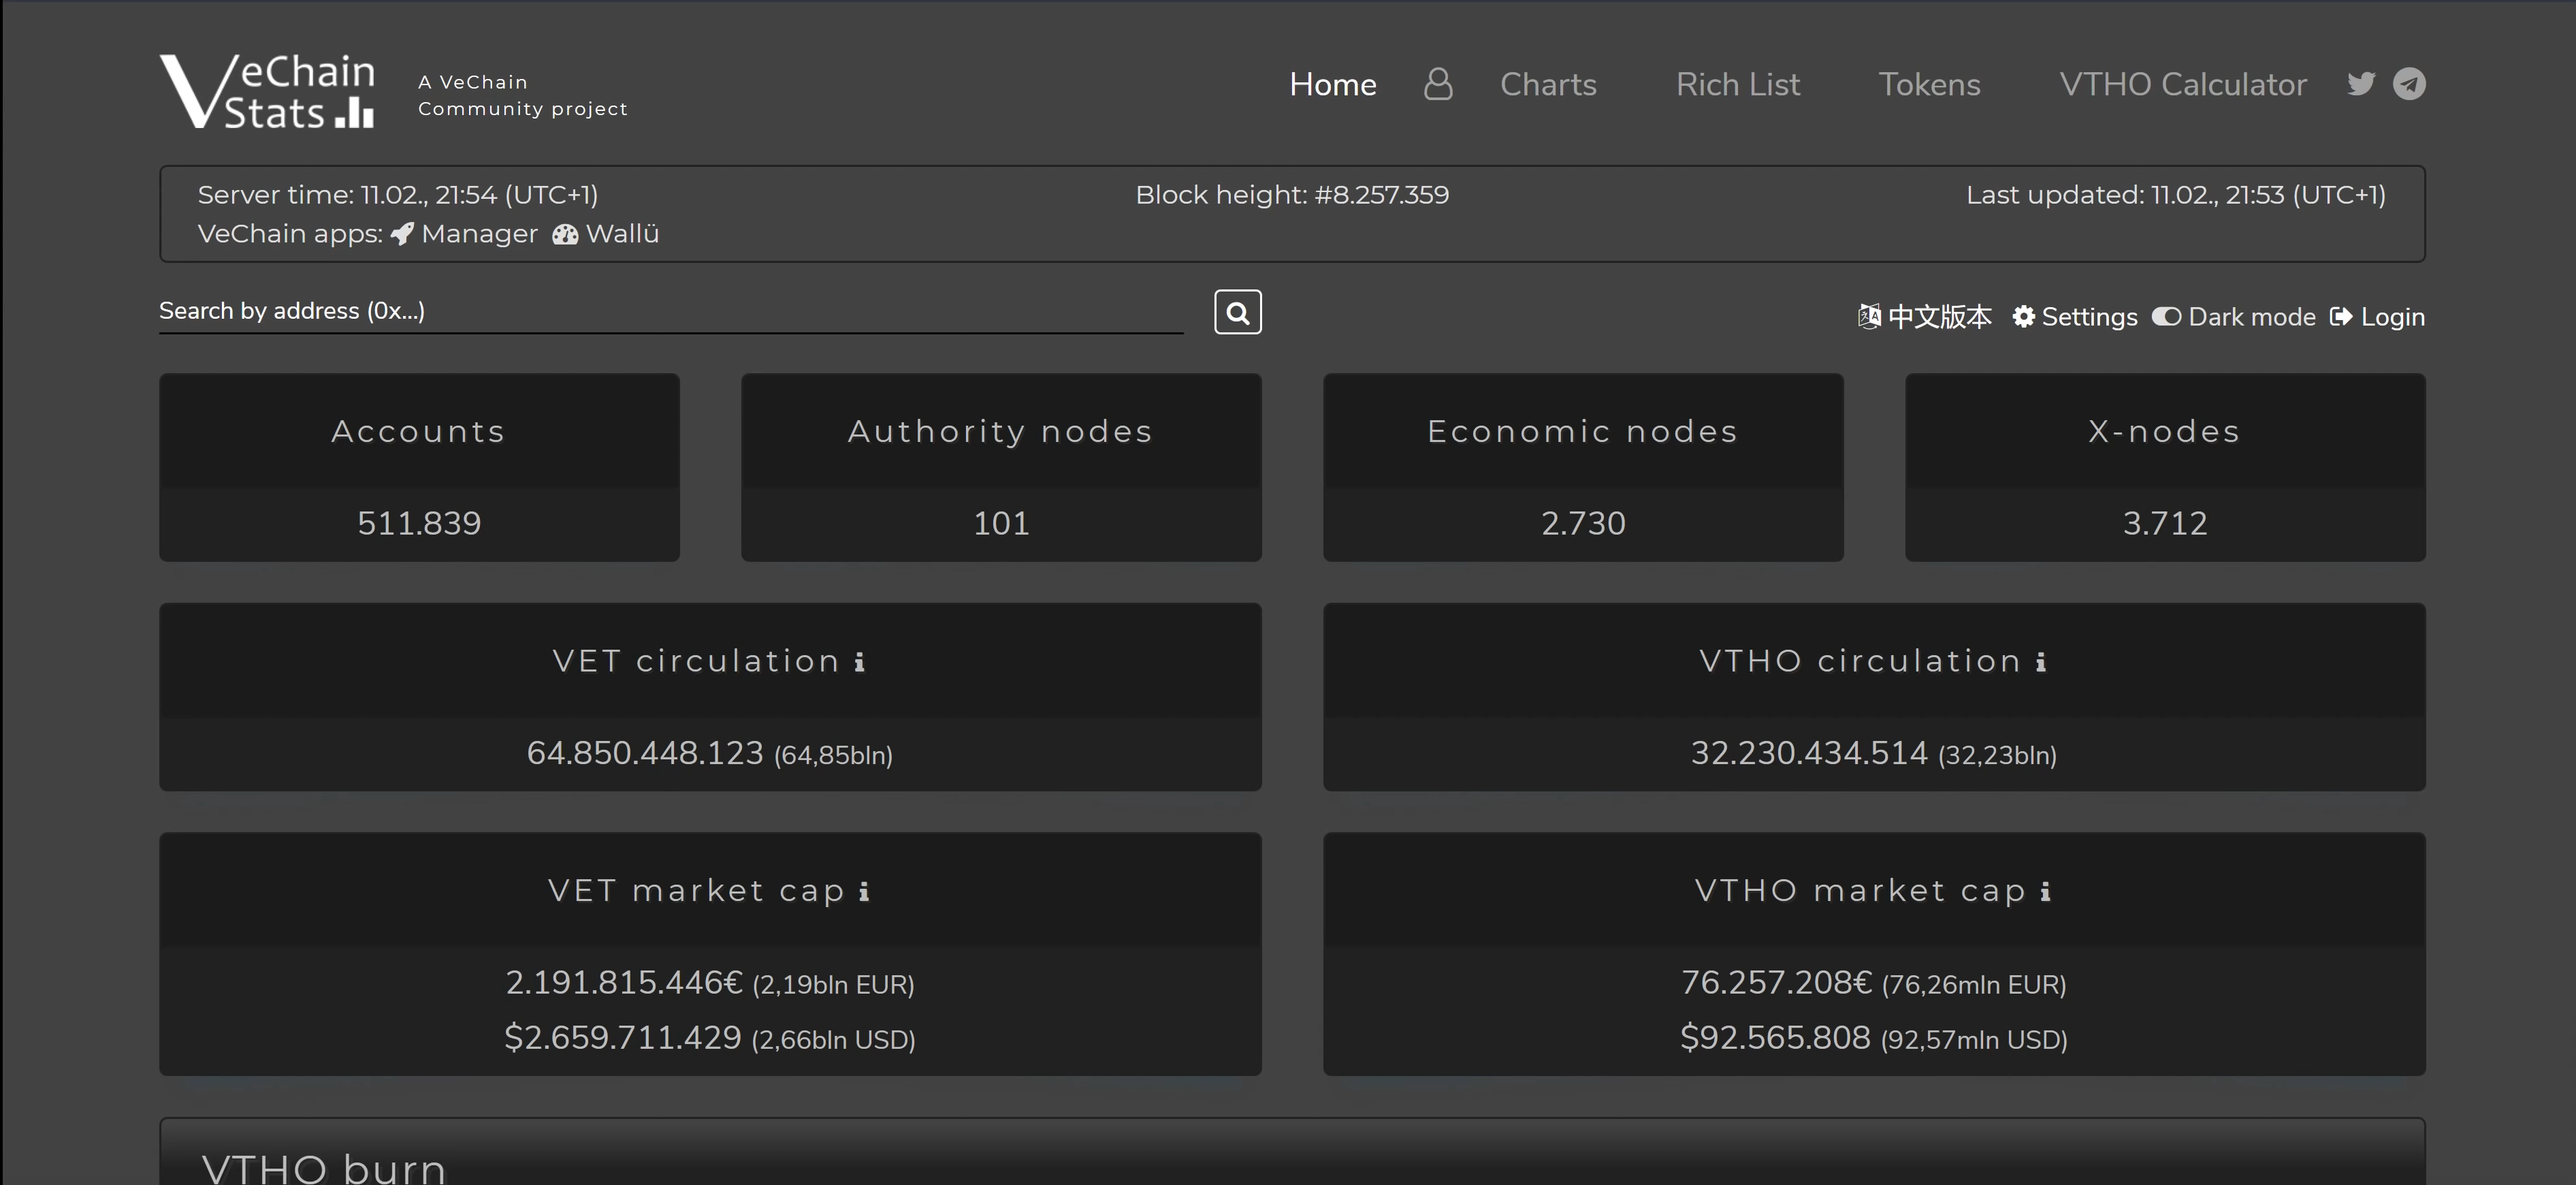 VeChain
Stats
A VeChain
Community project
Home
Charts
Rich List
Tokens
VTHO Calculator
Server time: 11.02., 21:54 (UTC+1)
Block height: #8.257.359
Last updated: 11.02., 21:53 (UTC+1)
VeChain apps: Manager Wallü
Search by address (0x...)
中文版本
Settings
Dark mode
Login
Accounts
511.839
Authority nodes
101
Economic nodes
2.730
X-nodes
3.712
VET circulation
64.850.448.123 (64,85bln)
VTHO circulation
32.230.434.514 (32,23bln)
VET market cap
2.191.815.446€ (2,19bln EUR)
$2.659.711.429 (2,66bln USD)
VTHO market cap
76.257.208€ (76,26mln EUR)
$92.565.808 (92,57mln USD)
VTHO burn